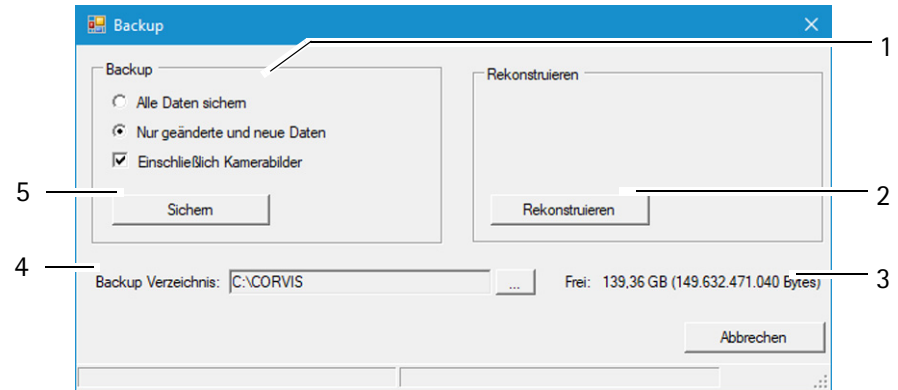 Backup
1
Backup
Rekonstruieren
Alle Daten sichern
Nur geänderte und neue Daten
Einschließlich Kamerabilder
5
2
Sichern
Rekonstruieren
4
3
Backup Verzeichnis: C:\CORVIS ... Frei: 139,36 GB (149.632.471.040 Bytes)
Abbrechen